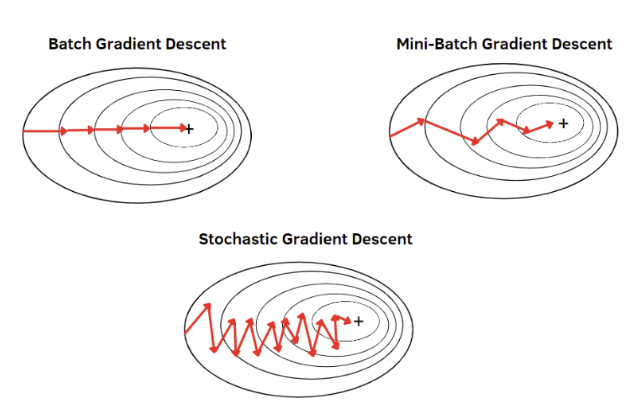 Batch Gradient Descent
Mini-Batch Gradient Descent
Stochastic Gradient Descent